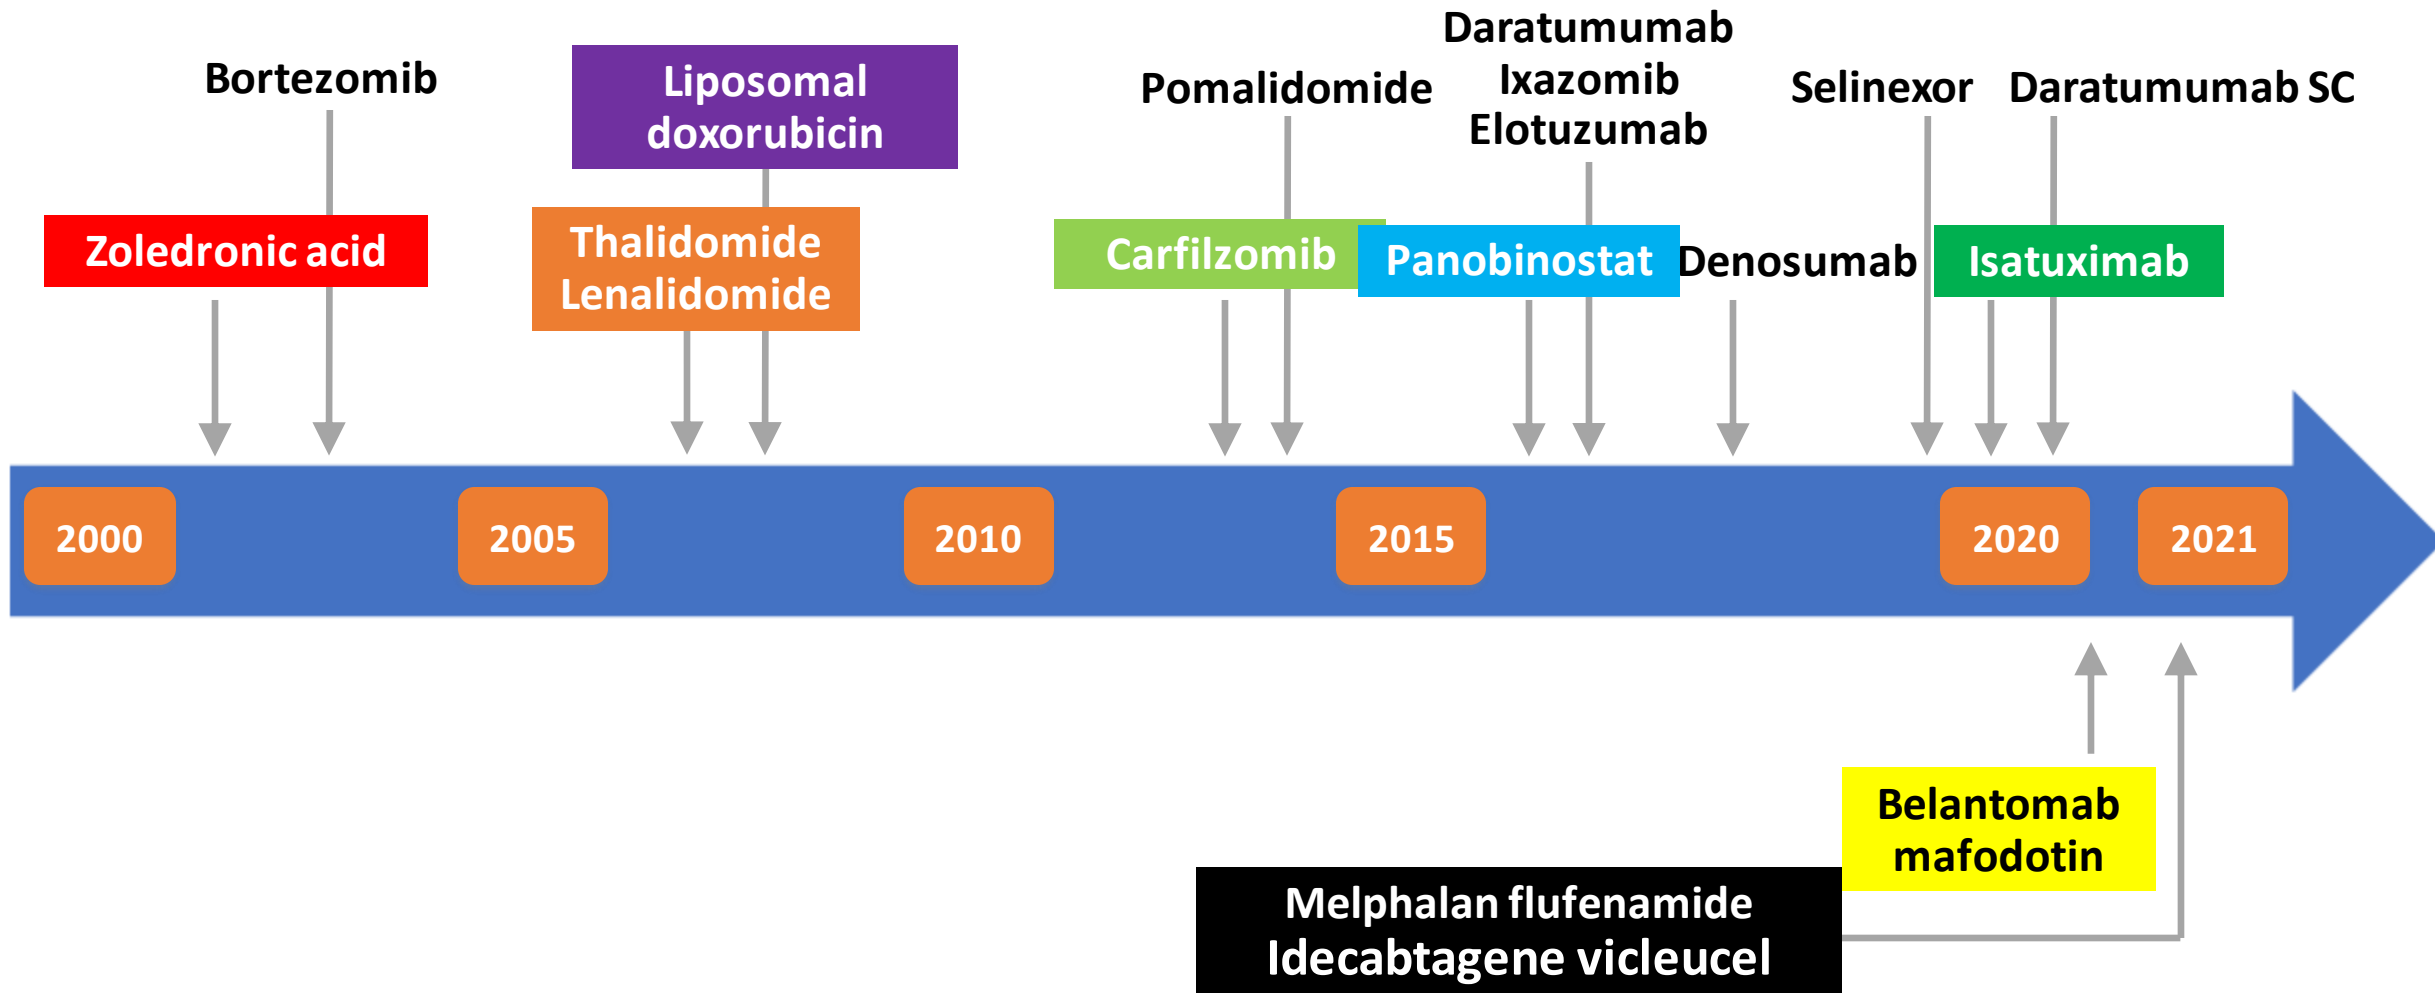 Bortezomib
Liposomal
doxorubicin
Pomalidomide
Daratumumab
Ixazomib
Elotuzumab
Selinexor
Daratumumab SC
Zoledronic acid
Thalidomide
Lenalidomide
Carfilzomib
Panobinostat
Denosumab
Isatuximab
2000
2005
2010
2015
2020
2021
Belantomab
mafodotin
Melphalan flufenamide
Idecabtagene vicleucel